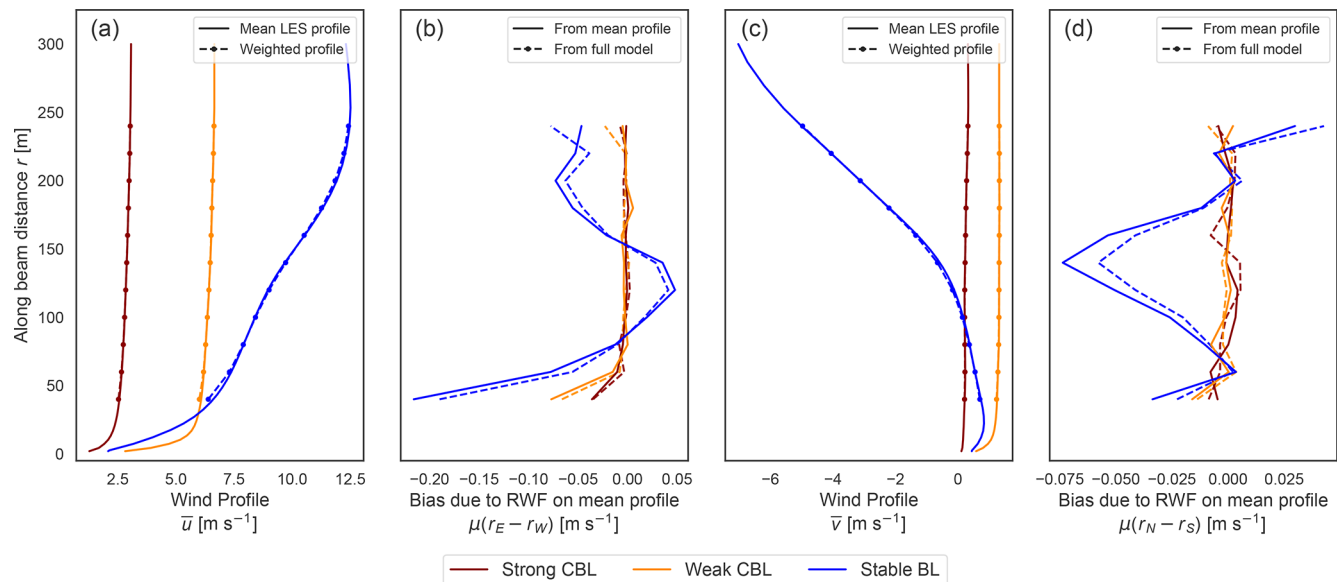 (a)
Mean LES profile
Weighted profile
(b)
From mean profile
From full model
(c)
Mean LES profile
Weighted profile
(d)
From mean profile
From full model
Along beam distance r [m]
300
250
200
150
100
50
0
2.5 5.0 7.5 10.0 12.5
Wind Profile
u̅ [m s⁻¹]
−0.20 −0.15 −0.10 −0.05 0.00 0.05
Bias due to RWF on mean profile
μ(r_E − r_W) [m s⁻¹]
−6 −4 −2 0
Wind Profile
v̅ [m s⁻¹]
−0.075 −0.050 −0.025 0.000 0.025
Bias due to RWF on mean profile
μ(r_N − r_S) [m s⁻¹]
Strong CBL Weak CBL Stable BL